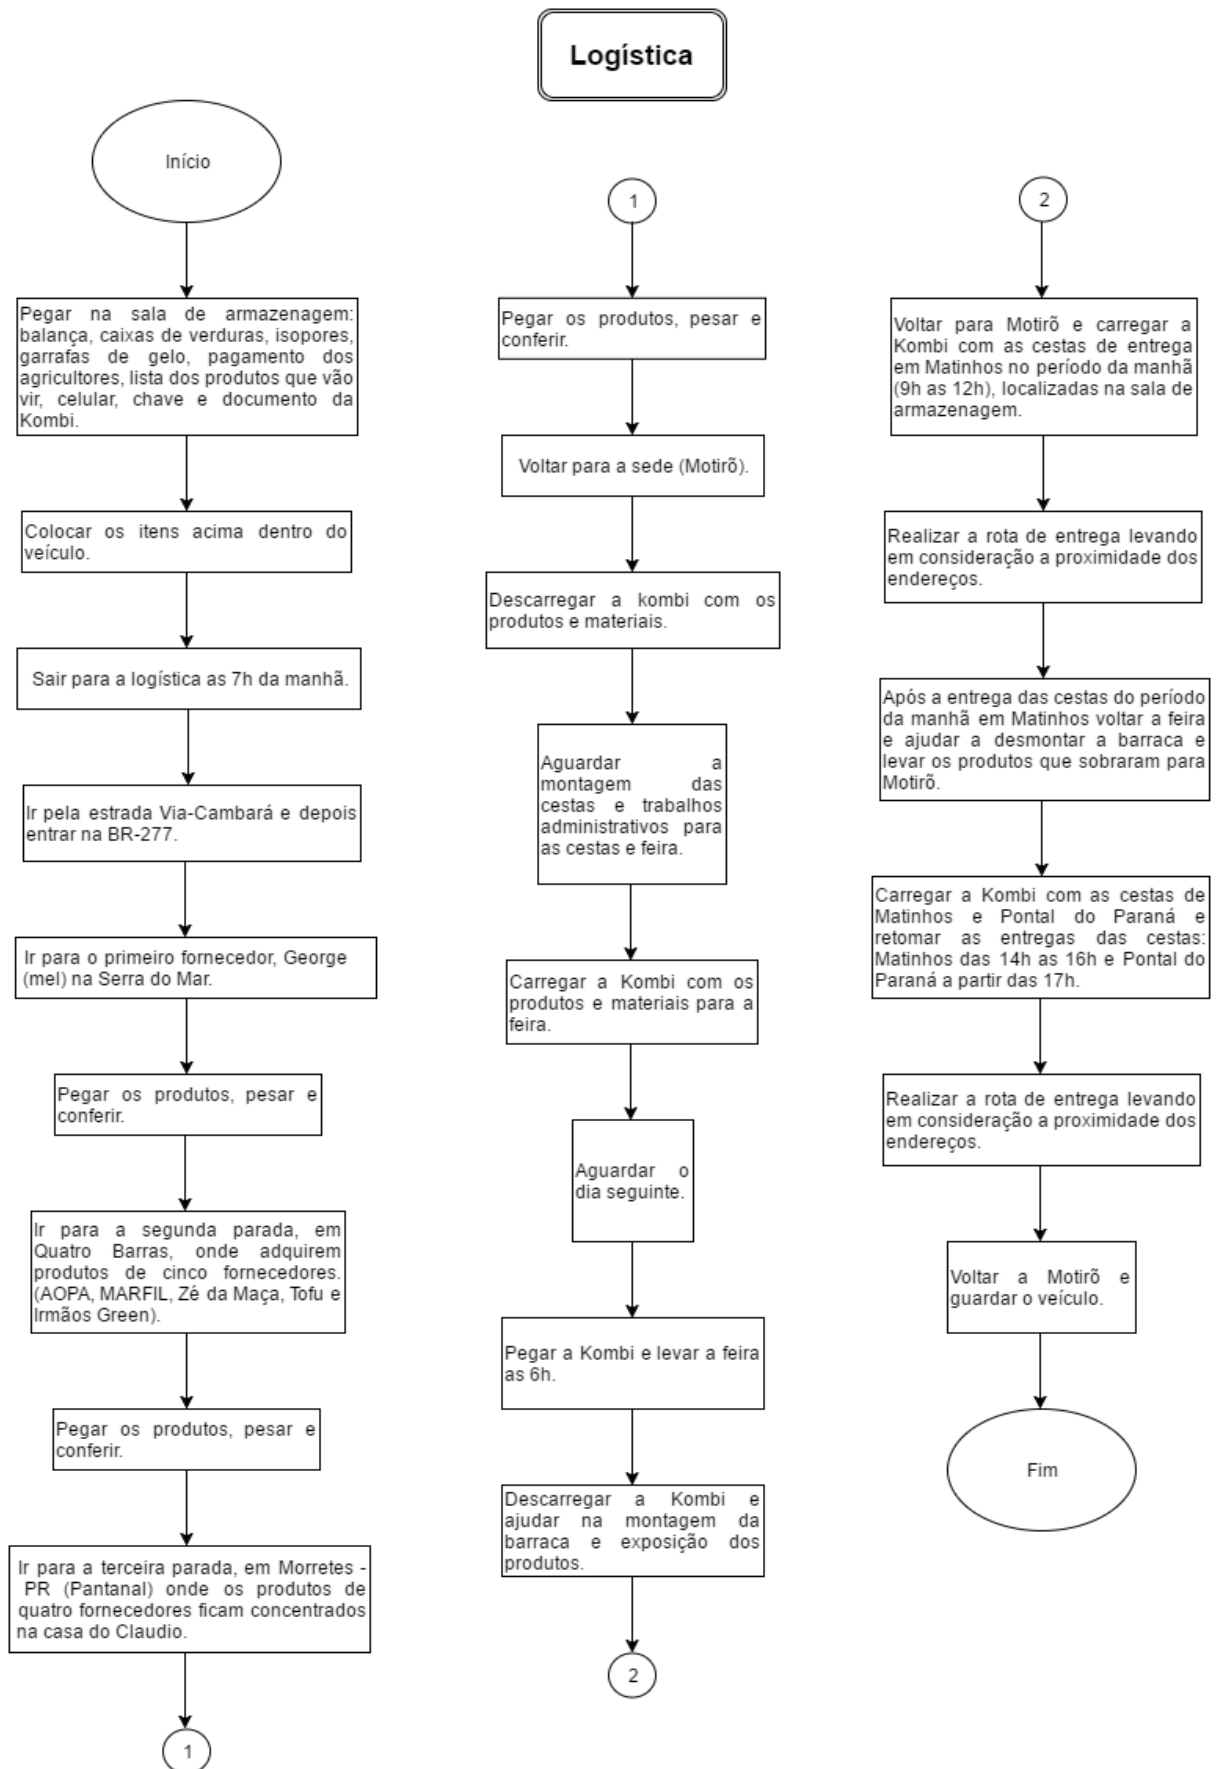 Logística
Início
Pegar na sala de armazenagem:
balança, caixas de verduras, isopores,
garrafas de gelo, pagamento dos
agricultores, lista dos produtos que vão
vir, celular, chave e documento da
Kombi.
Colocar os itens acima dentro do
veículo.
Sair para a logística as 7h da manhã.
Ir pela estrada Via-Cambará e depois
entrar na BR-277.
Ir para o primeiro fornecedor, George
(mel) na Serra do Mar.
Pegar os produtos, pesar e
conferir.
Ir para a segunda parada, em
Quatro Barras, onde adquirem
produtos de cinco fornecedores.
(AOPA, MARFIL, Zé da Maça, Tofu e
Irmãos Green).
Pegar os produtos, pesar e
conferir.
Ir para a terceira parada, em Morretes -
PR (Pantanal) onde os produtos de
quatro fornecedores ficam concentrados
na casa do Claudio.
1
1
Pegar os produtos, pesar e
conferir.
Voltar para a sede (Motirõ).
Descarregar a kombi com os
produtos e materiais.
Aguardar a
montagem das
cestas e trabalhos
administrativos para
as cestas e feira.
Carregar a Kombi com os
produtos e materiais para a
feira.
Aguardar o
dia seguinte.
Pegar a Kombi e levar a feira
as 6h.
Descarregar a Kombi e
ajudar na montagem da
barraca e exposição dos
produtos.
2
2
Voltar para Motirõ e carregar a
Kombi com as cestas de entrega
em Matinhos no período da manhã
(9h as 12h), localizadas na sala de
armazenagem.
Realizar a rota de entrega levando
em consideração a proximidade dos
endereços.
Após a entrega das cestas do período
da manhã em Matinhos voltar a feira
e ajudar a desmontar a barraca e
levar os produtos que sobraram para
Motirõ.
Carregar a Kombi com as cestas de
Matinhos e Pontal do Paraná e
retomar as entregas das cestas:
Matinhos das 14h as 16h e Pontal do
Paraná a partir das 17h.
Realizar a rota de entrega levando
em consideração a proximidade dos
endereços.
Voltar a Motirõ e
guardar o veículo.
Fim